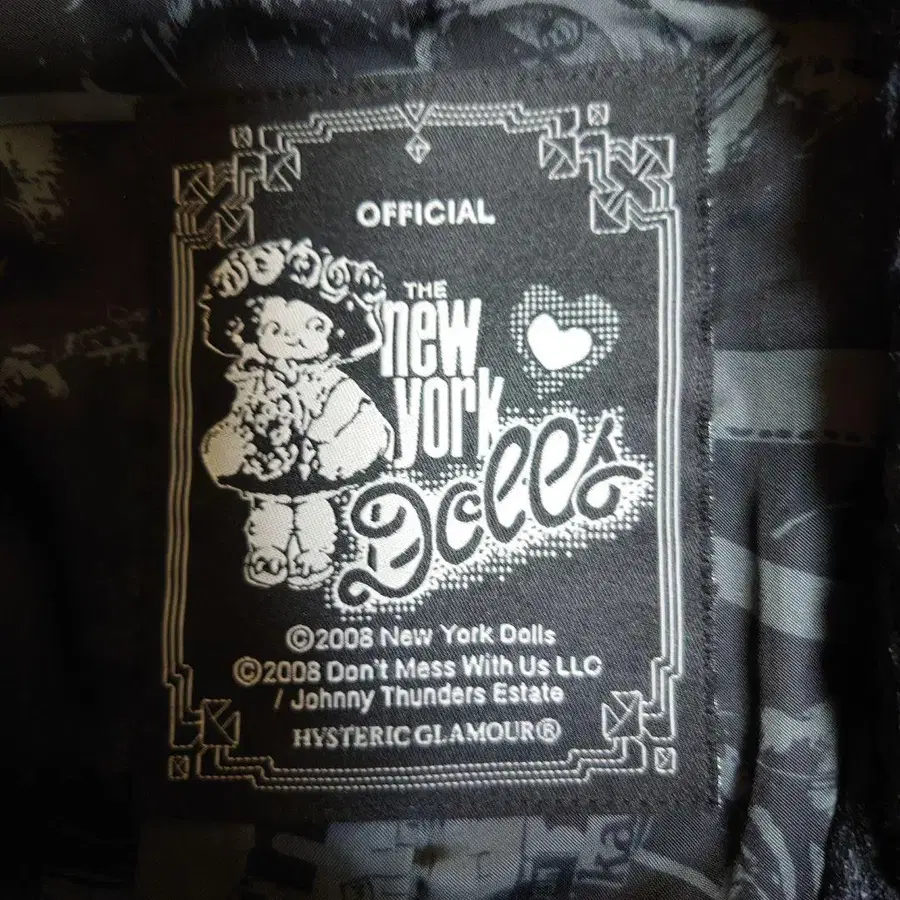 OFFICIAL
THE
new
york
Dolls
©2008 New York Dolls
©2008 Don't Mess With Us LLC
/ Johnny Thunders Estate
HYSTERIC GLAMOUR®